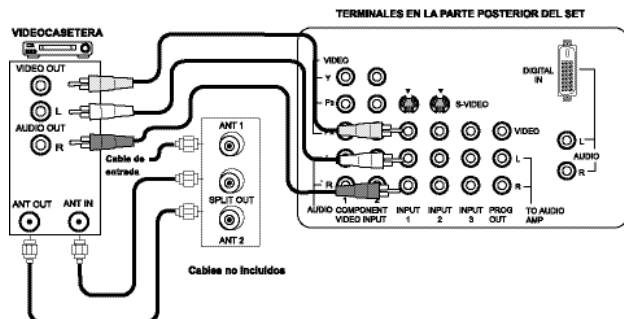 TERMINALES EN LA PARTE POSTERIOR DEL SET
VIDEOCASETERA
VIDEO OUT
L
AUDIO OUT
R
ANT OUT
ANT IN
Cable de
entrada
ANT 1
SPLIT OUT
ANT 2
Cables no incluidos
VIDEO
Y
S-VIDEO
VIDEO
L
R
R
AUDIO
1
2
COMPONENT
VIDEO INPUT
INPUT
1
INPUT
2
INPUT
3
PROG
OUT
TO AUDIO
AMP
DIGITAL
IN
L
AUDIO
R